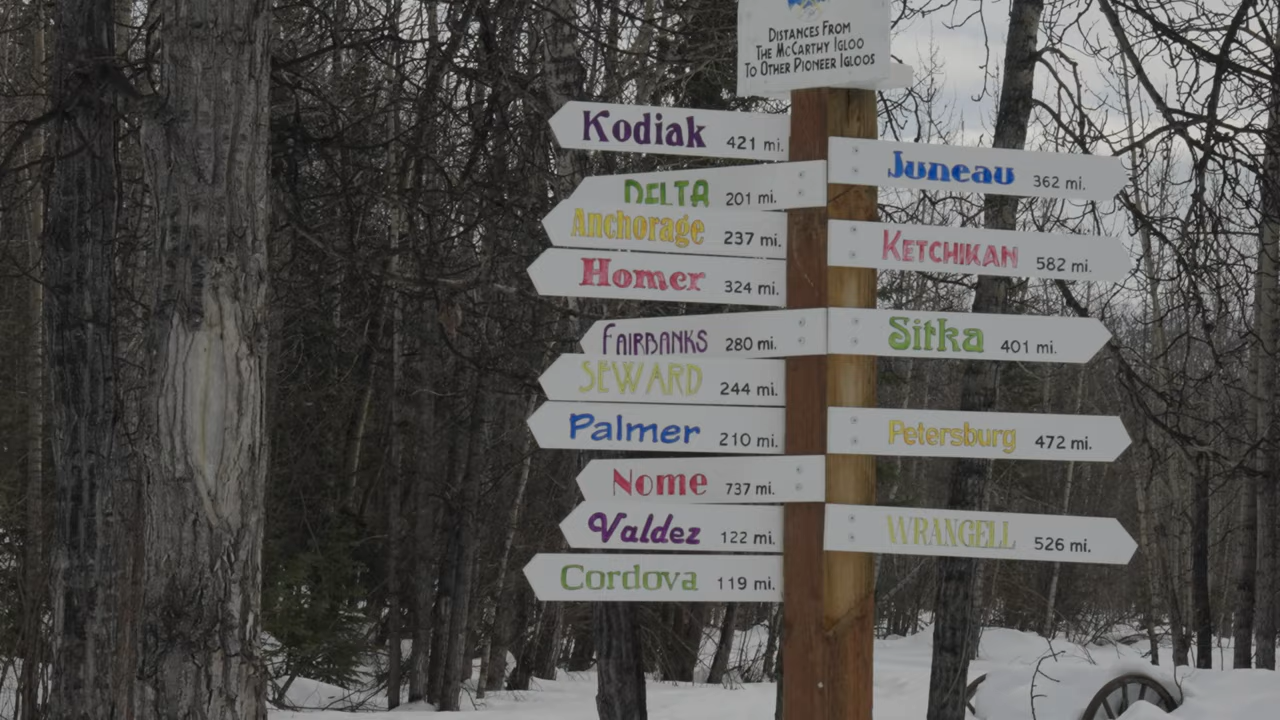 DISTANCES FROM
THE MCCARTHY IGLOO
TO OTHER PIONEER IGLOOS
Kodiak 421 mi.
Juneau 362 mi.
DELTA 201 mi.
Anchorage 237 mi.
KETCHIKAN 582 mi.
Homer 324 mi.
FAIRBANKS 280 mi.
Sitka 401 mi.
SEWARD 244 mi.
Palmer 210 mi.
Petersburg 472 mi.
Nome 737 mi.
Valdez 122 mi.
WRANGELL 526 mi.
Cordova 119 mi.